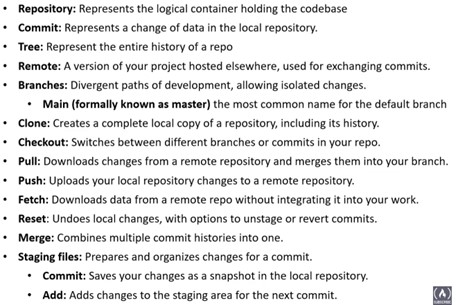 • Repository: Represents the logical container holding the codebase
• Commit: Represents a change of data in the local repository.
• Tree: Represent the entire history of a repo
• Remote: A version of your project hosted elsewhere, used for exchanging commits.
• Branches: Divergent paths of development, allowing isolated changes.
• Main (formally known as master) the most common name for the default branch
• Clone: Creates a complete local copy of a repository, including its history.
• Checkout: Switches between different branches or commits in your repo.
• Pull: Downloads changes from a remote repository and merges them into your branch.
• Push: Uploads your local repository changes to a remote repository.
• Fetch: Downloads data from a remote repo without integrating it into your work.
• Reset: Undoes local changes, with options to unstage or revert commits.
• Merge: Combines multiple commit histories into one.
• Staging files: Prepares and organizes changes for a commit.
• Commit: Saves your changes as a snapshot in the local repository.
• Add: Adds changes to the staging area for the next commit.